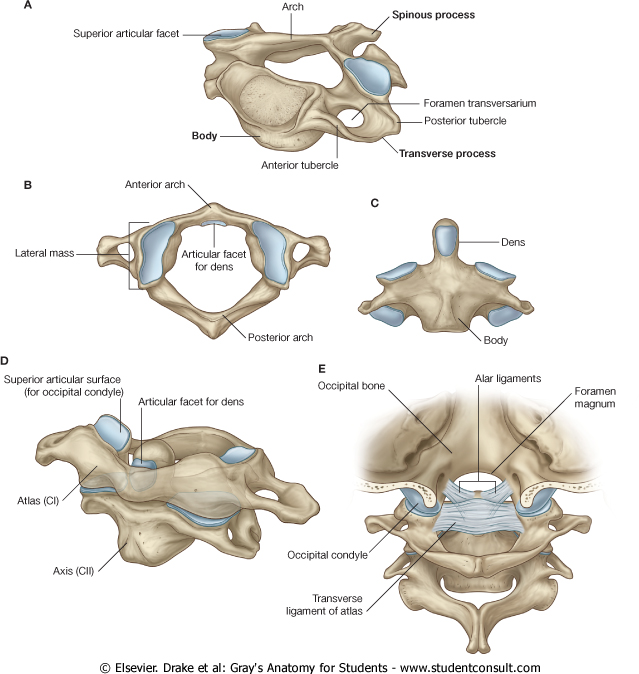 A
Arch
Spinous process
Superior articular facet
Foramen transversarium
Posterior tubercle
Body
Transverse process
Anterior tubercle
B
Anterior arch
Lateral mass
Articular facet
for dens
Posterior arch
C
Dens
Body
D
Superior articular surface
(for occipital condyle)
Articular facet for dens
Atlas (CI)
Axis (CII)
E
Alar ligaments
Occipital bone
Foramen
magnum
Occipital condyle
Transverse
ligament of atlas
© Elsevier. Drake et al: Gray's Anatomy for Students - www.studentconsult.com